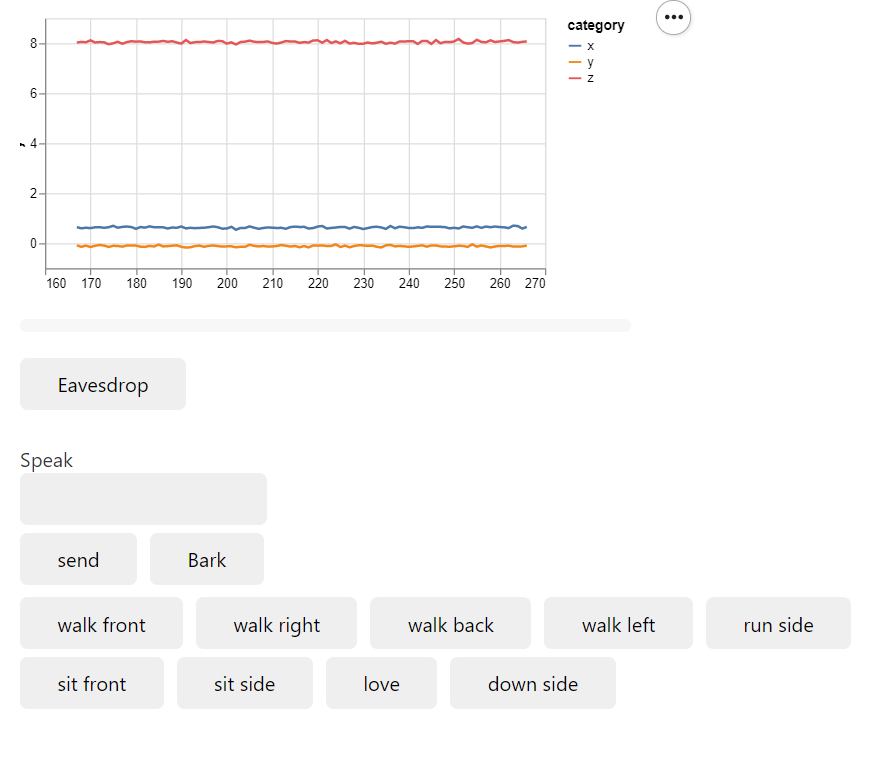 category
x
y
z
8
6
4
2
0
160 170 180 190 200 210 220 230 240 250 260 270
Eavesdrop
Speak
send Bark
walk front walk right walk back walk left run side
sit front sit side love down side